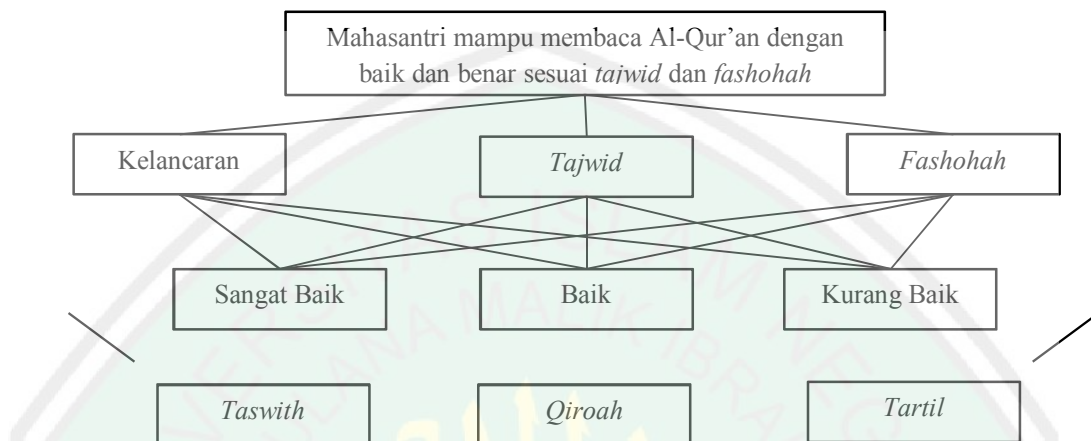 Mahasantri mampu membaca Al-Qur’an dengan
baik dan benar sesuai tajwid dan fashohah
Kelancaran
Tajwid
Fashohah
Sangat Baik
Baik
Kurang Baik
Taswith
Qiroah
Tartil